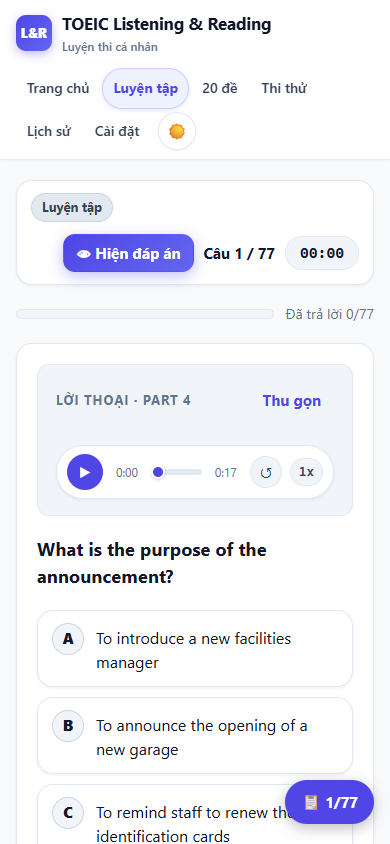 L&R
TOEIC Listening & Reading
Luyện thi cá nhân
Trang chủ Luyện tập 20 đề Thi thử
Lịch sử Cài đặt
Luyện tập
Hiện đáp án Câu 1 / 77 00:00
Đã trả lời 0/77
LỜI THOẠI · PART 4 Thu gọn
0:00 0:17 1x
What is the purpose of the
announcement?
A To introduce a new facilities
manager
B To announce the opening of a
new garage
C To remind staff to renew
identification cards
1/77